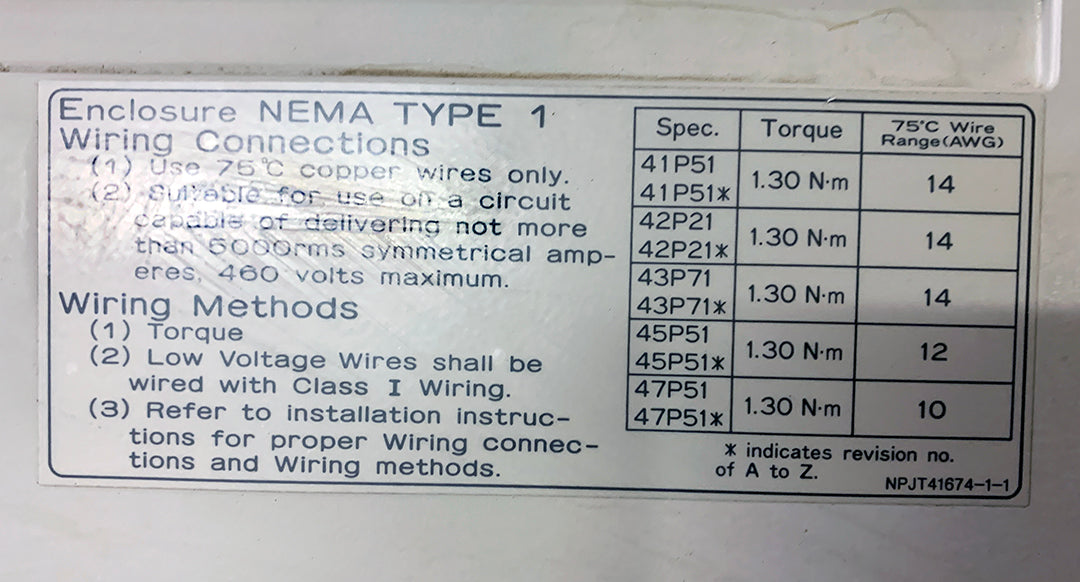 Enclosure NEMA TYPE 1
Wiring Connections
(1) Use 75°C copper wires only.
(2) Suitable for use on a circuit
capable of delivering not more
than 5000rms symmetrical amp-
eres, 460 volts maximum.
Wiring Methods
(1) Torque
(2) Low Voltage Wires shall be
wired with Class I Wiring.
(3) Refer to installation instruc-
tions for proper Wiring connec-
tions and Wiring methods.
Spec. Torque 75°C Wire
Range(AWG)
41P51
41P51* 1.30 N·m 14
42P21
42P21* 1.30 N·m 14
43P71
43P71* 1.30 N·m 14
45P51
45P51* 1.30 N·m 12
47P51
47P51* 1.30 N·m 10
* indicates revision no.
of A to Z.
NPJT41674-1-1